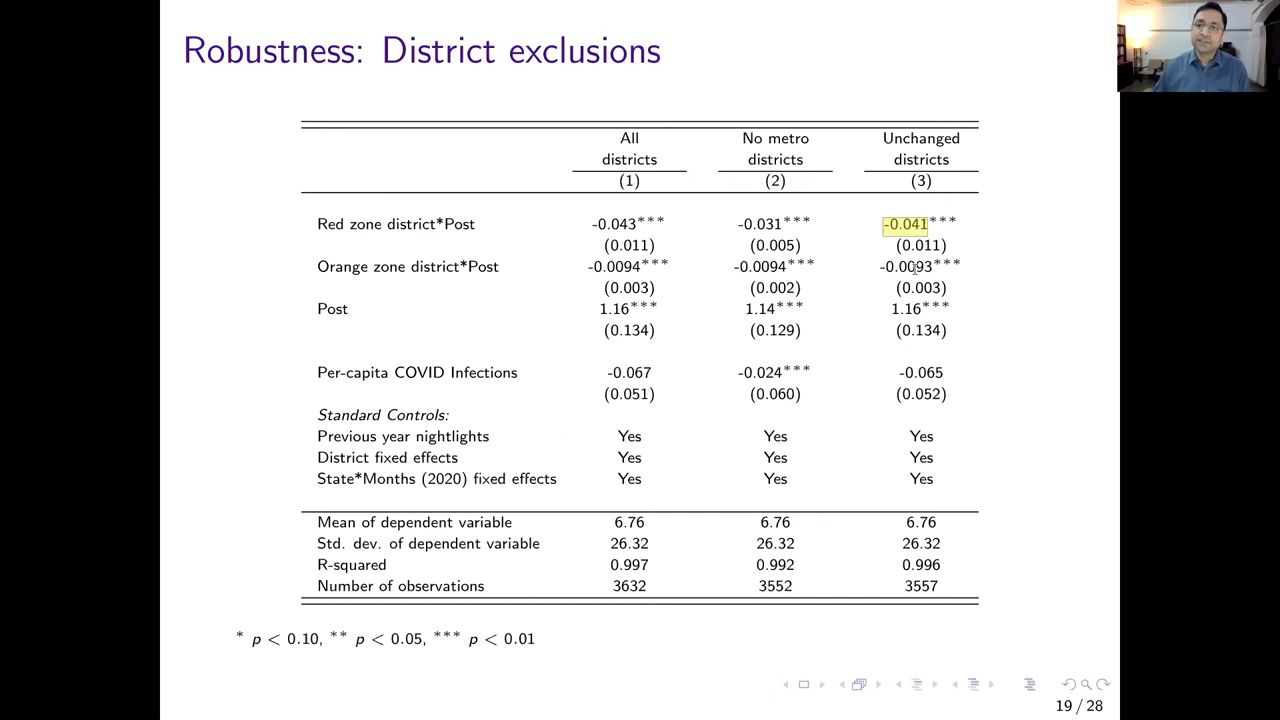 Robustness: District exclusions
All No metro Unchanged
districts districts districts
(1) (2) (3)
Red zone district*Post -0.043*** -0.031*** -0.041***
(0.011) (0.005) (0.011)
Orange zone district*Post -0.0094*** -0.0094*** -0.0093***
(0.003) (0.002) (0.003)
Post 1.16*** 1.14*** 1.16***
(0.134) (0.129) (0.134)
Per-capita COVID Infections -0.067 -0.024*** -0.065
(0.051) (0.060) (0.052)
Standard Controls:
Previous year nightlights Yes Yes Yes
District fixed effects Yes Yes Yes
State*Months (2020) fixed effects Yes Yes Yes
Mean of dependent variable 6.76 6.76 6.76
Std. dev. of dependent variable 26.32 26.32 26.32
R-squared 0.997 0.992 0.996
Number of observations 3632 3552 3557
* p < 0.10, ** p < 0.05, *** p < 0.01
19 / 28